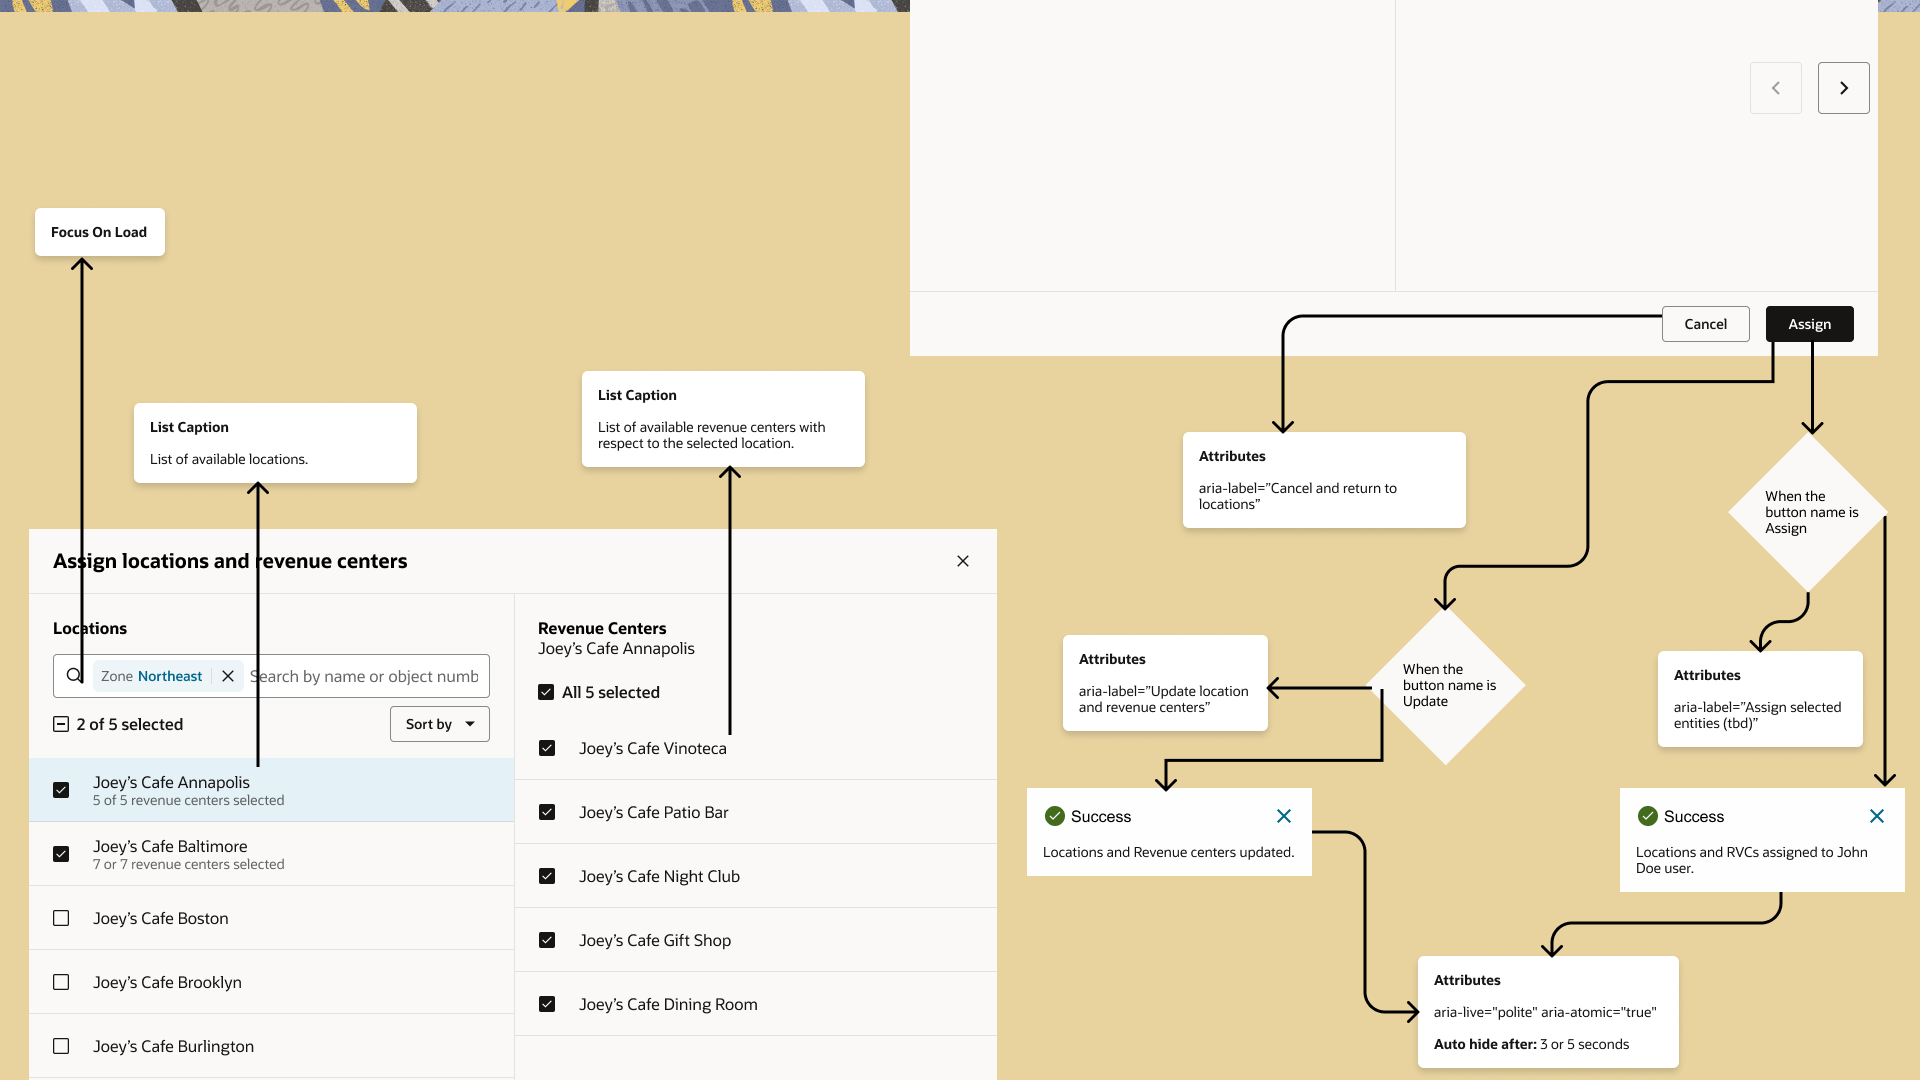 Focus On Load
List Caption
List of available locations.
List Caption
List of available revenue centers with
respect to the selected location.
Assign locations and revenue centers
Locations
Zone Northeast
Search by name or object numb
2 of 5 selected
Sort by
Joey’s Cafe Annapolis
5 of 5 revenue centers selected
Joey’s Cafe Baltimore
7 or 7 revenue centers selected
Joey’s Cafe Boston
Joey’s Cafe Brooklyn
Joey’s Cafe Burlington
Revenue Centers
Joey’s Cafe Annapolis
All 5 selected
Joey’s Cafe Vinoteca
Joey’s Cafe Patio Bar
Joey’s Cafe Night Club
Joey’s Cafe Gift Shop
Joey’s Cafe Dining Room
Cancel
Assign
Attributes
aria-label=”Cancel and return to
locations”
When the
button name is
Assign
When the
button name is
Update
Attributes
aria-label=”Update location
and revenue centers”
Attributes
aria-label=”Assign selected
entities (tbd)”
Success
Locations and Revenue centers updated.
Success
Locations and RVCs assigned to John
Doe user.
Attributes
aria-live="polite" aria-atomic="true"
Auto hide after: 3 or 5 seconds